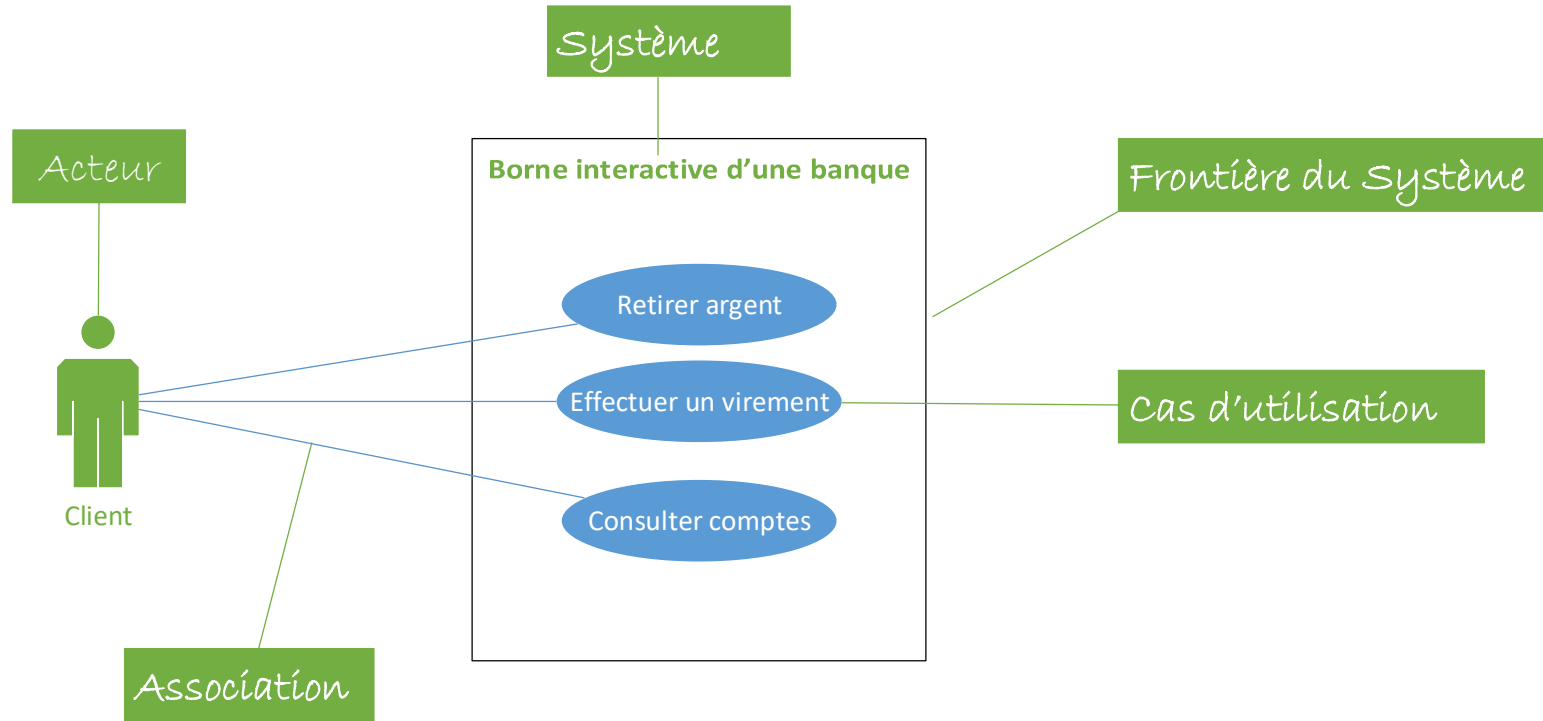 Système
Acteur
Borne interactive d'une banque
Frontière du Système
Retirer argent
Effectuer un virement
Cas d'utilisation
Client
Consulter comptes
Association